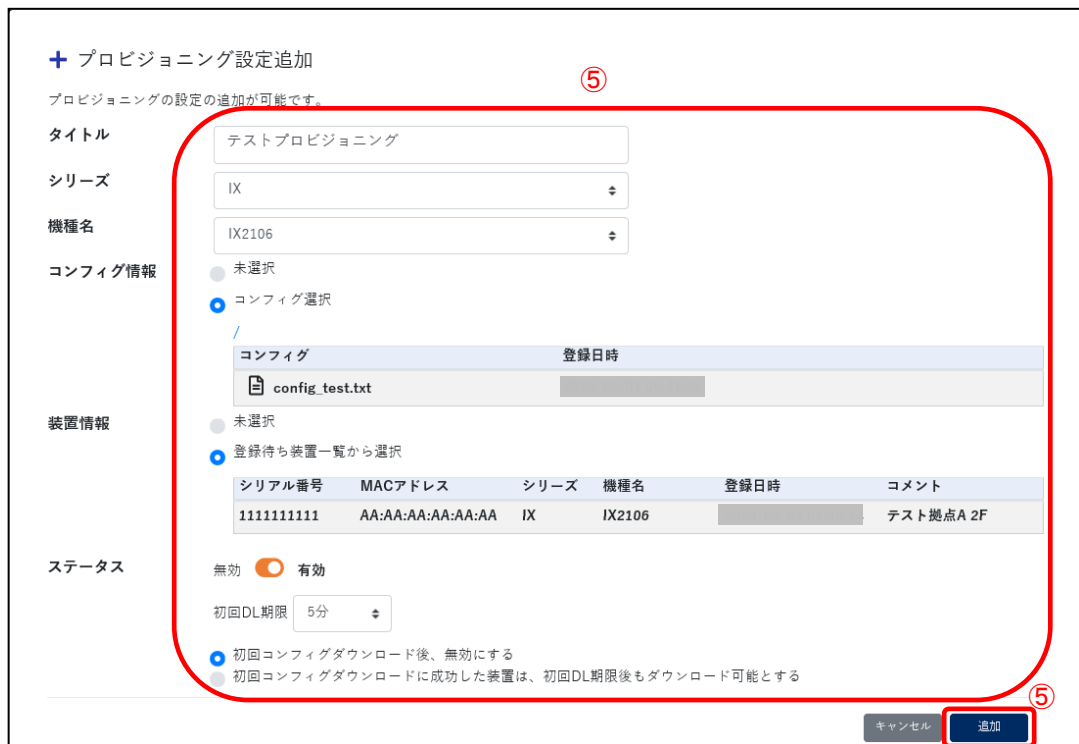 プロビジョニング設定追加
⑤
プロビジョニングの設定の追加が可能です。
タイトル
テストプロビジョニング
シリーズ
IX
機種名
IX2106
コンフィグ情報
未選択
コンフィグ選択
/
コンフィグ 登録日時
config_test.txt
装置情報
未選択
登録待ち装置一覧から選択
シリアル番号 MACアドレス シリーズ 機種名 登録日時 コメント
1111111111 AA:AA:AA:AA:AA:AA IX IX2106 テスト拠点A 2F
ステータス
無効 有効
初回DL期限 5分
初回コンフィグダウンロード後、無効にする
初回コンフィグダウンロードに成功した装置は、初回DL期限後もダウンロード可能とする
⑤
キャンセル 追加